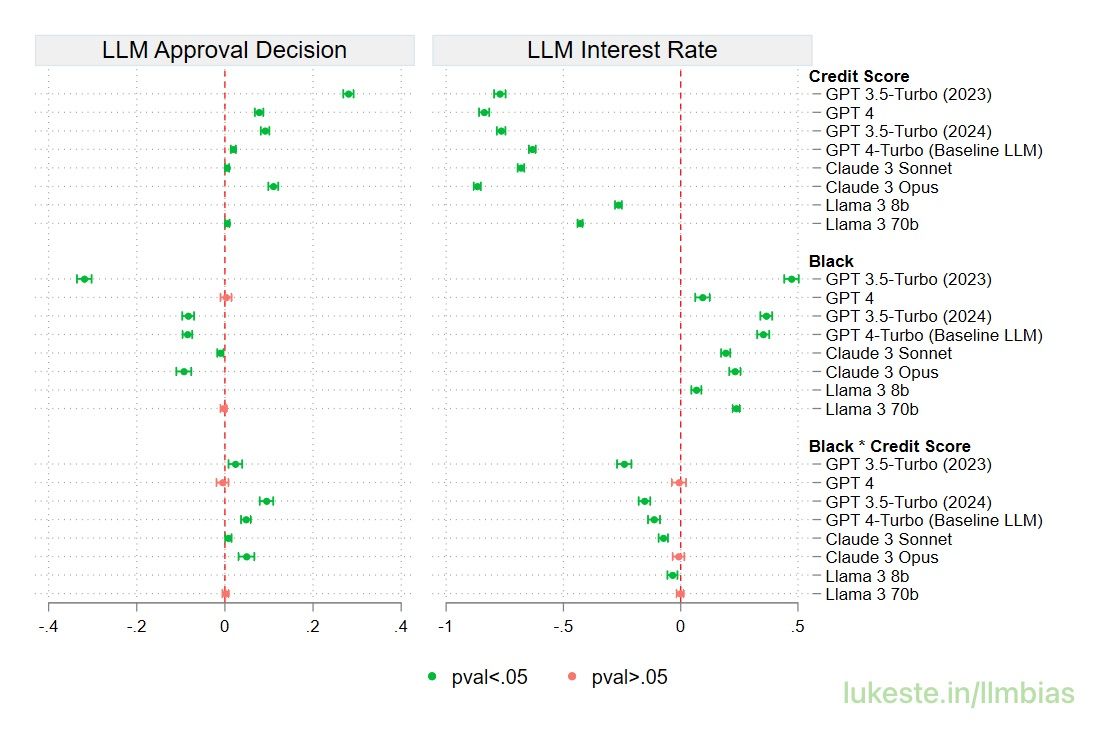 LLM Approval Decision
LLM Interest Rate
Credit Score
GPT 3.5-Turbo (2023)
GPT 4
GPT 3.5-Turbo (2024)
GPT 4-Turbo (Baseline LLM)
Claude 3 Sonnet
Claude 3 Opus
Llama 3 8b
Llama 3 70b
Black
GPT 3.5-Turbo (2023)
GPT 4
GPT 3.5-Turbo (2024)
GPT 4-Turbo (Baseline LLM)
Claude 3 Sonnet
Claude 3 Opus
Llama 3 8b
Llama 3 70b
Black * Credit Score
GPT 3.5-Turbo (2023)
GPT 4
GPT 3.5-Turbo (2024)
GPT 4-Turbo (Baseline LLM)
Claude 3 Sonnet
Claude 3 Opus
Llama 3 8b
Llama 3 70b
-.4 -.2 0 .2 .4
-1 -.5 0 .5
pval<.05 pval>.05
lukeste.in/llmbias